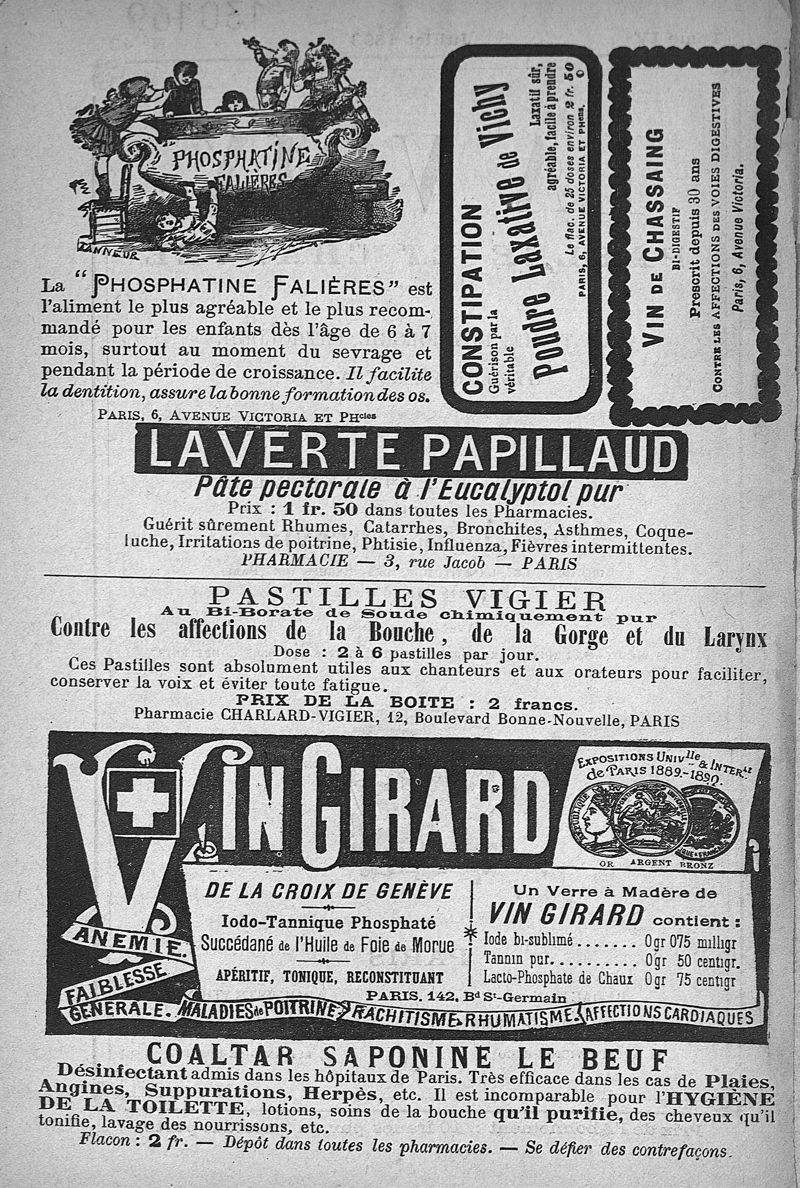 PHOSPHATINE
FALIÈRES
ZANNEUR
La "PHOSPHATINE FALIÈRES" est
l'aliment le plus agréable et le plus recom-
mandé pour les enfants dès l'âge de 6 à 7
mois, surtout au moment du sevrage et
pendant la période de croissance. Il facilite
la dentition, assure la bonne formation des os.
PARIS, 6, AVENUE VICTORIA ET PHcies
CONSTIPATION
Guérison par la
véritable
Poudre Laxative de Vichy
Laxatif sûr,
agréable, facile à prendre
Le flac. de 25 doses environ 2 fr. 50
PARIS, 6, AVENUE VICTORIA ET PHcies.
VIN DE CHASSAING
BI-DIGESTIF
Prescrit depuis 30 ans
CONTRE LES AFFECTIONS DES VOIES DIGESTIVES
Paris, 6, Avenue Victoria.
LAVERTE PAPILLAUD
Pâte pectorale à l'Eucalyptol pur
Prix : 1 fr. 50 dans toutes les Pharmacies.
Guérit sûrement Rhumes, Catarrhes, Bronchites, Asthmes, Coque-
luche, Irritations de poitrine, Phtisie, Influenza, Fièvres intermittentes.
PHARMACIE — 3, rue Jacob — PARIS
PASTILLES VIGIER
Au Bi-Borate de Soude chimiquement pur
Contre les affections de la Bouche, de la Gorge et du Larynx
Dose : 2 à 6 pastilles par jour.
Ces Pastilles sont absolument utiles aux chanteurs et aux orateurs pour faciliter,
conserver la voix et éviter toute fatigue.
PRIX DE LA BOITE : 2 francs.
Pharmacie CHARLARD-VIGIER, 12, Boulevard Bonne-Nouvelle, PARIS
VIN GIRARD
EXPOSITIONS UNIVlle & INTERle
de PARIS 1889-1890.
OR ARGENT BRONZ
DE LA CROIX DE GENÈVE
Iodo-Tannique Phosphaté
Succédané de l'Huile de Foie de Morue
APÉRITIF, TONIQUE, RECONSTITUANT
Un Verre à Madère de
VIN GIRARD contient :
Iode bi-sublimé....... 0gr 075 milligr
Tannin pur.......... 0gr 50 centigr.
Lacto-Phosphate de Chaux 0gr 75 centigr
PARIS. 142, Bd St-Germain
ANEMIE.
FAIBLESSE
GENERALE. MALADIES de POITRINE RACHITISME RHUMATISME AFFECTIONS CARDIAQUES
COALTAR SAPONINE LE BEUF
Désinfectant admis dans les hôpitaux de Paris. Très efficace dans les cas de Plaies,
Angines, Suppurations, Herpès, etc. Il est incomparable pour l'HYGIÈNE
DE LA TOILETTE, lotions, soins de la bouche qu'il purifie, des cheveux qu'il
tonifie, lavage des nourrissons, etc.
Flacon : 2 fr. — Dépôt dans toutes les pharmacies. — Se défier des contrefaçons.